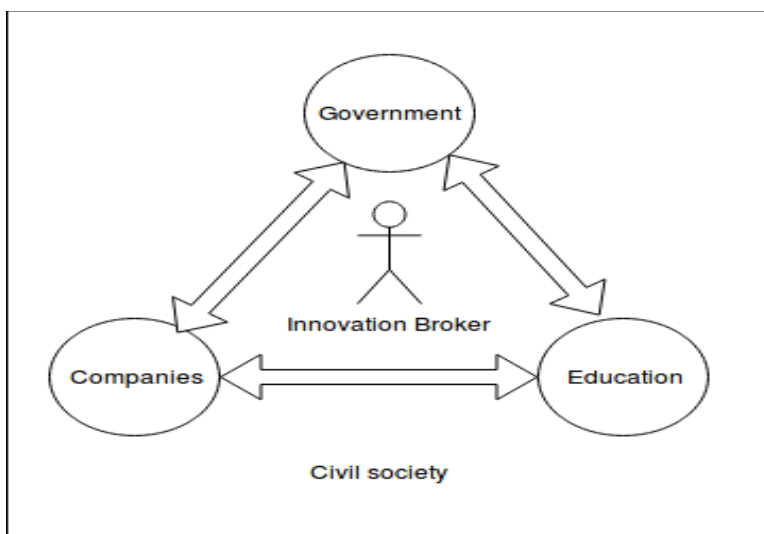 Government
Innovation Broker
Companies
Education
Civil society